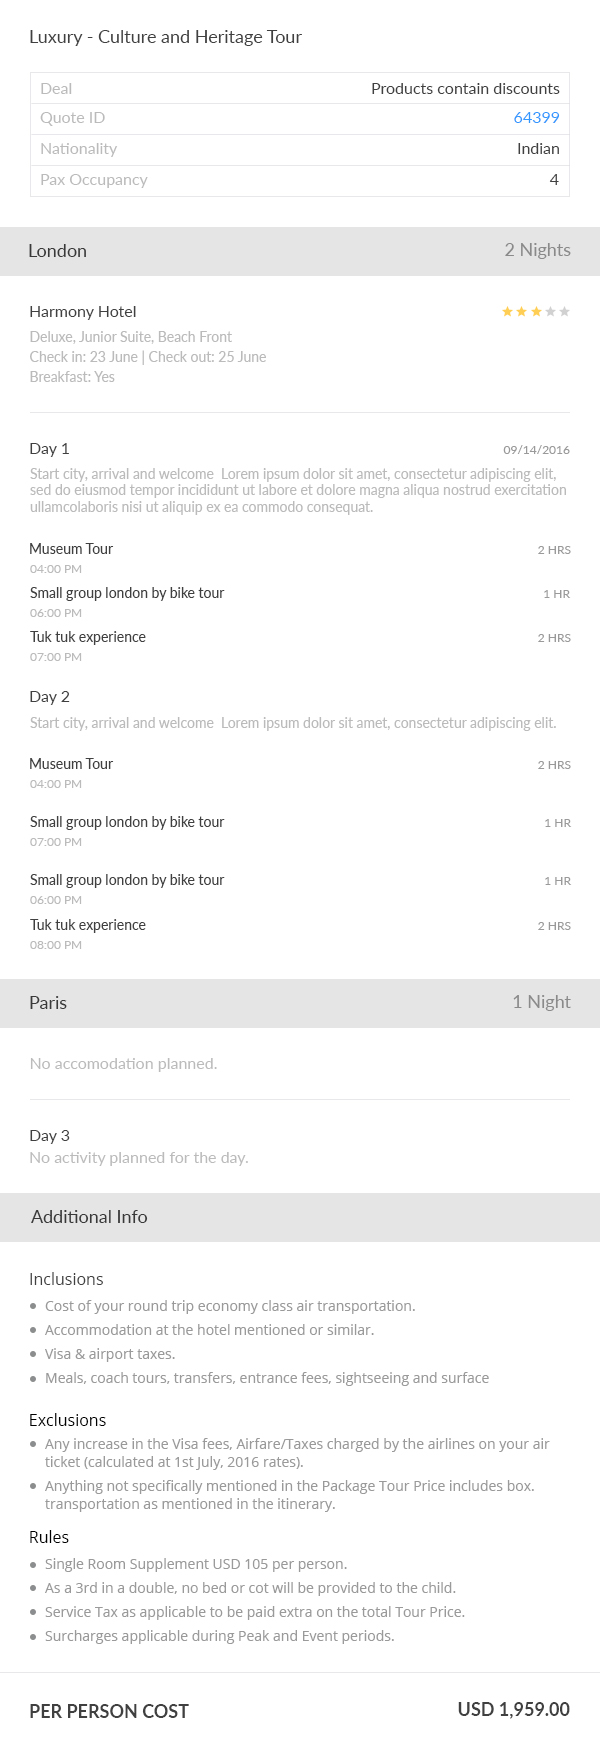 Luxury - Culture and Heritage Tour
Deal Products contain discounts
Quote ID 64399
Nationality Indian
Pax Occupancy 4
London 2 Nights
Harmony Hotel
Deluxe, Junior Suite, Beach Front
Check in: 23 June | Check out: 25 June
Breakfast: Yes
Day 1 09/14/2016
Start city, arrival and welcome  Lorem ipsum dolor sit amet, consectetur adipiscing elit,
sed do eiusmod tempor incididunt ut labore et dolore magna aliqua nostrud exercitation
ullamcolaboris nisi ut aliquip ex ea commodo consequat.
Museum Tour 2 HRS
04:00 PM
Small group london by bike tour 1 HR
06:00 PM
Tuk tuk experience 2 HRS
07:00 PM
Day 2
Start city, arrival and welcome  Lorem ipsum dolor sit amet, consectetur adipiscing elit.
Museum Tour 2 HRS
04:00 PM
Small group london by bike tour 1 HR
07:00 PM
Small group london by bike tour 1 HR
06:00 PM
Tuk tuk experience 2 HRS
08:00 PM
Paris 1 Night
No accomodation planned.
Day 3
No activity planned for the day.
Additional Info
Inclusions
• Cost of your round trip economy class air transportation.
• Accommodation at the hotel mentioned or similar.
• Visa & airport taxes.
• Meals, coach tours, transfers, entrance fees, sightseeing and surface
Exclusions
• Any increase in the Visa fees, Airfare/Taxes charged by the airlines on your air
ticket (calculated at 1st July, 2016 rates).
• Anything not specifically mentioned in the Package Tour Price includes box.
transportation as mentioned in the itinerary.
Rules
• Single Room Supplement USD 105 per person.
• As a 3rd in a double, no bed or cot will be provided to the child.
• Service Tax as applicable to be paid extra on the total Tour Price.
• Surcharges applicable during Peak and Event periods.
PER PERSON COST USD 1,959.00